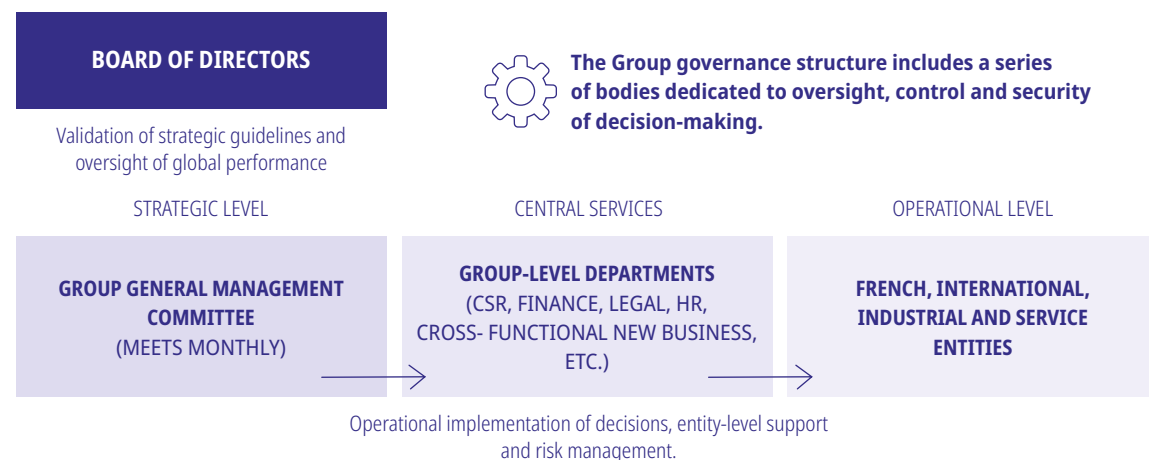 BOARD OF DIRECTORS
Validation of strategic guidelines and
oversight of global performance
The Group governance structure includes a series
of bodies dedicated to oversight, control and security
of decision-making.
STRATEGIC LEVEL
GROUP GENERAL MANAGEMENT
COMMITTEE
(MEETS MONTHLY)
CENTRAL SERVICES
GROUP-LEVEL DEPARTMENTS
(CSR, FINANCE, LEGAL, HR,
CROSS- FUNCTIONAL NEW BUSINESS,
ETC.)
OPERATIONAL LEVEL
FRENCH, INTERNATIONAL,
INDUSTRIAL AND SERVICE
ENTITIES
Operational implementation of decisions, entity-level support
and risk management.